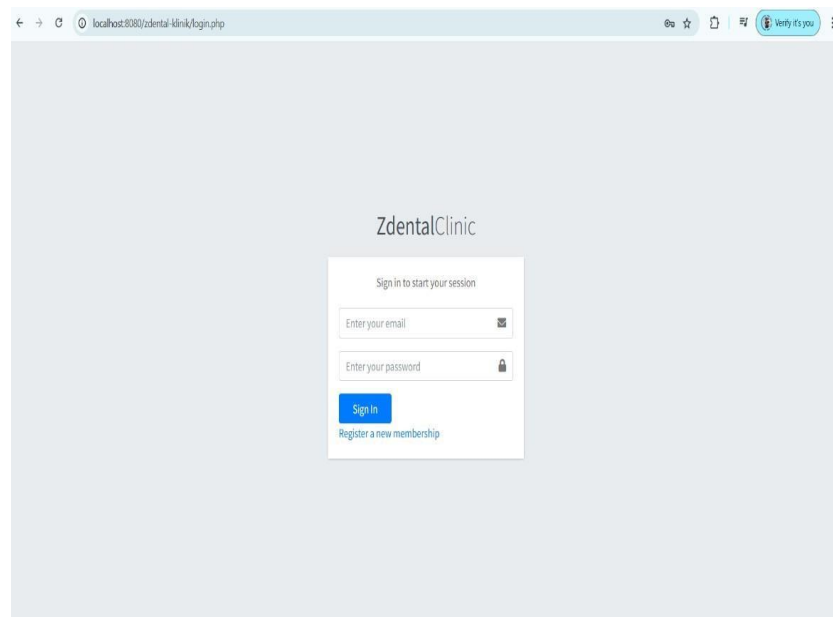 localhost:8080/zdental-klinik/login.php
Verify it's you
ZdentalClinic
Sign in to start your session
Enter your email
Enter your password
Sign In
Register a new membership